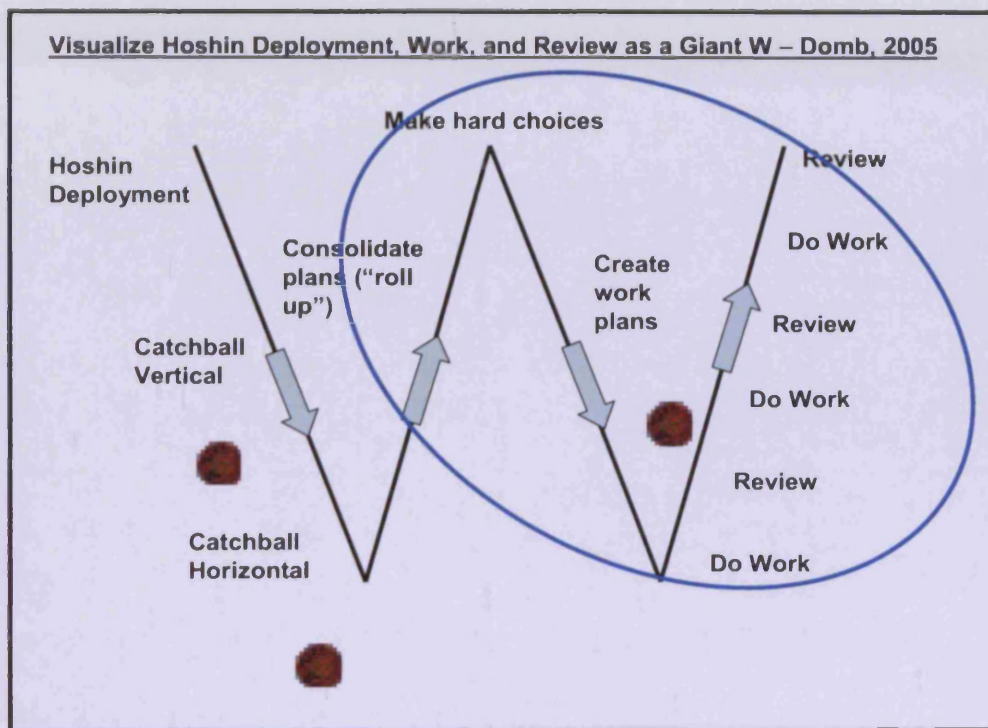 Visualize Hoshin Deployment, Work, and Review as a Giant W – Domb, 2005
Make hard choices
Hoshin
Deployment
Review
Consolidate
plans ("roll
up")
Create
work
plans
Do Work
Catchball
Vertical
Review
Do Work
Review
Catchball
Horizontal
Do Work